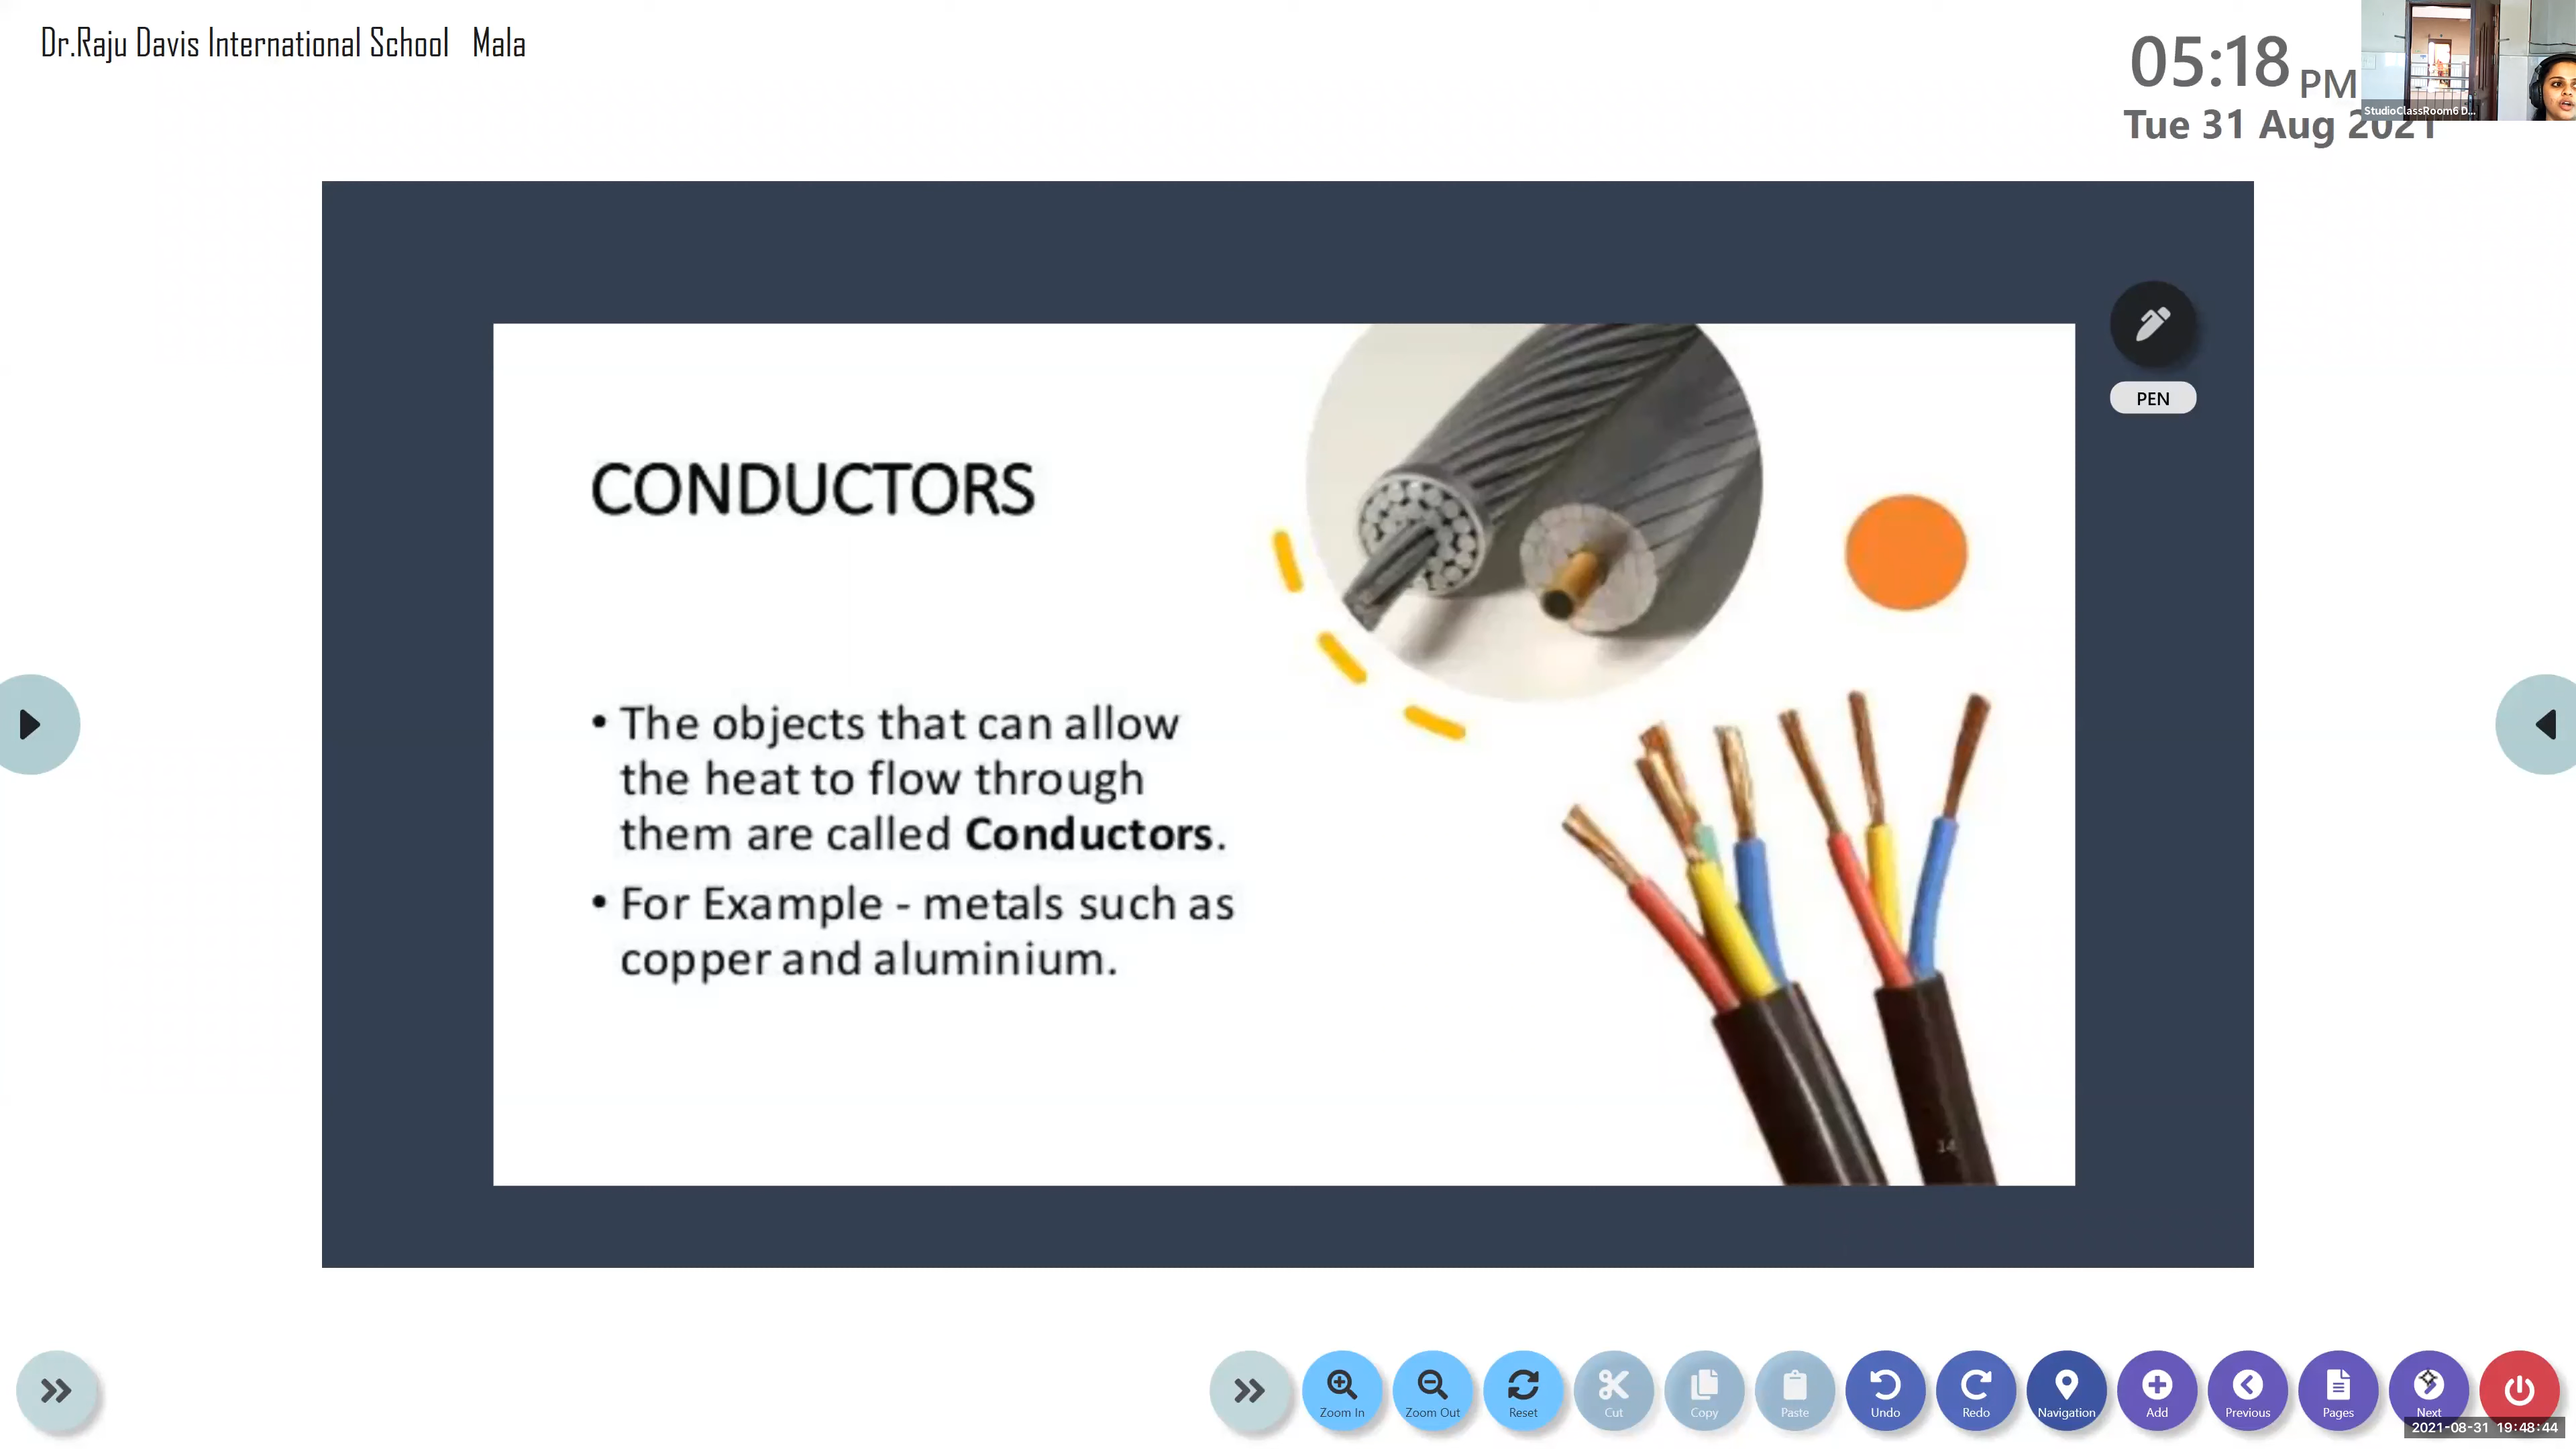 Dr.Raju Davis International School Mala
05:18 PM
Tue 31 Aug 2021
StudioClassRoom6 D...
PEN
CONDUCTORS
• The objects that can allow
the heat to flow through
them are called Conductors.
• For Example - metals such as
copper and aluminium.
14
Zoom In
Zoom Out
Reset
Cut
Copy
Paste
Undo
Redo
Navigation
Add
Previous
Pages
Next
2021-08-31 19:48:44